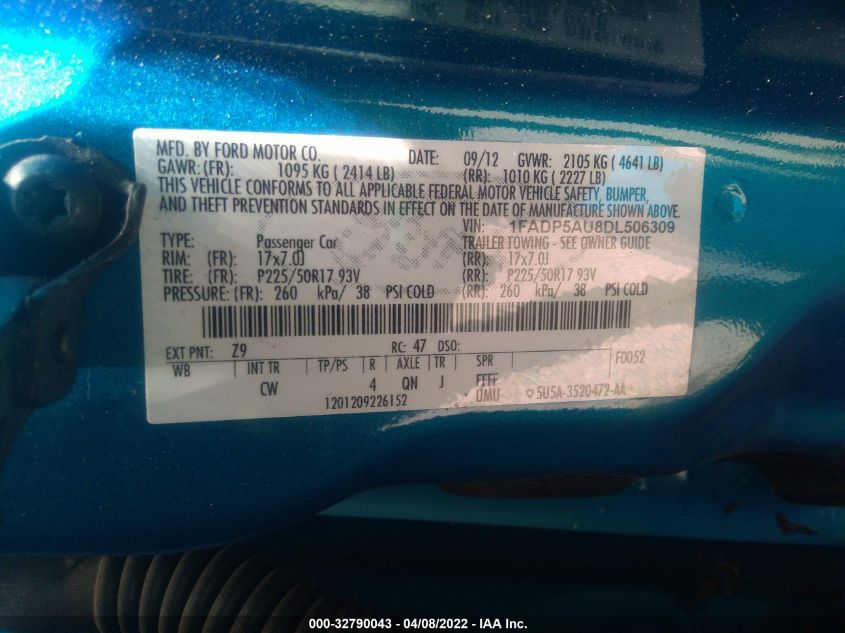 MFD. BY FORD MOTOR CO. DATE: 09/12 GVWR: 2105 KG ( 4641 LB)
GAWR: (FR): 1095 KG ( 2414 LB) (RR): 1010 KG ( 2227 LB)
THIS VEHICLE CONFORMS TO ALL APPLICABLE FEDERAL MOTOR VEHICLE SAFETY, BUMPER,
AND THEFT PREVENTION STANDARDS IN EFFECT ON THE DATE OF MANUFACTURE SHOWN ABOVE.
VIN: 1FADP5AU8DL506309
TYPE: Passenger Car TRAILER TOWING - SEE OWNER GUIDE
RIM: (FR): 17x7.0J (RR): 17x7.0J
TIRE: (FR): P225/50R17 93V (RR): P225/50R17 93V
PRESSURE: (FR): 260 kPa/ 38 PSI COLD (RR): 260 kPa/ 38 PSI COLD
EXT PNT: Z9 RC: 47 DSO: F0052
WB INT TR TP/PS R AXLE TR SPR
CW 4 QN J FFFF
1201209226152 UMU ▽5U5A-3520472-AA
000-32790043 - 04/08/2022 - IAA Inc.